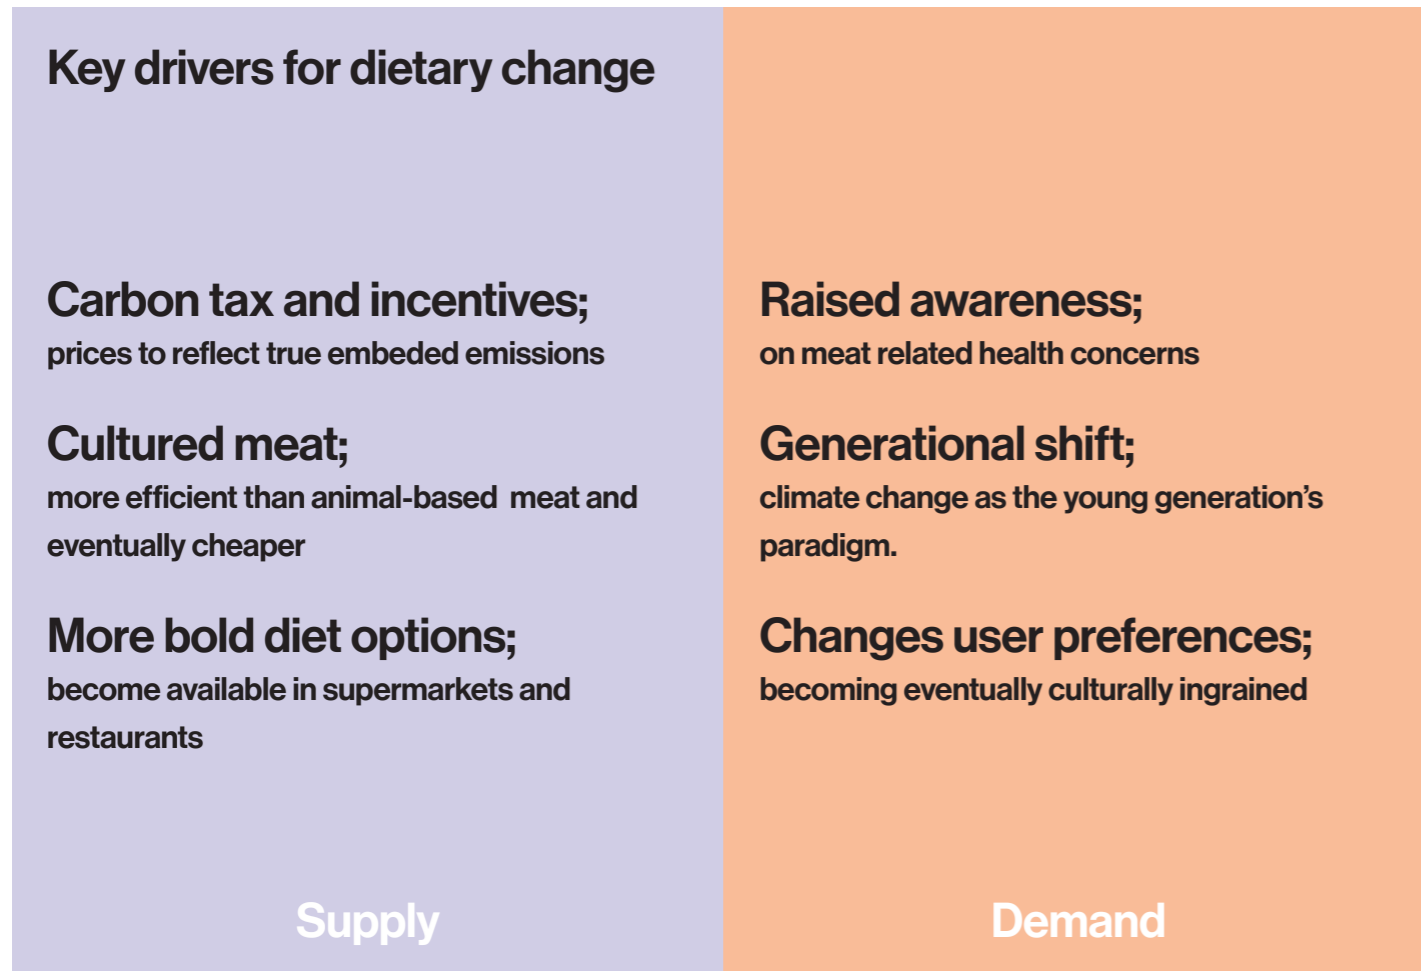 Key drivers for dietary change
Carbon tax and incentives;
prices to reflect true embeded emissions
Cultured meat;
more efficient than animal-based  meat and
eventually cheaper
More bold diet options;
become available in supermarkets and
restaurants
Supply
Raised awareness;
on meat related health concerns
Generational shift;
climate change as the young generation’s
paradigm.
Changes user preferences;
becoming eventually culturally ingrained
Demand